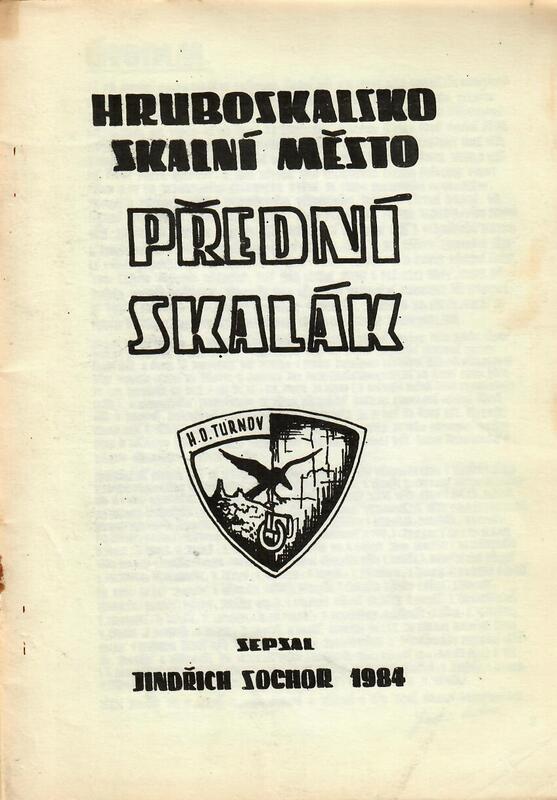 HRUBOSKALSKO
SKALNÍ MĚSTO
PŘEDNÍ
SKALÁK
H.O. TURNOV
SEPSAL
JINDŘICH SOCHOR 1984